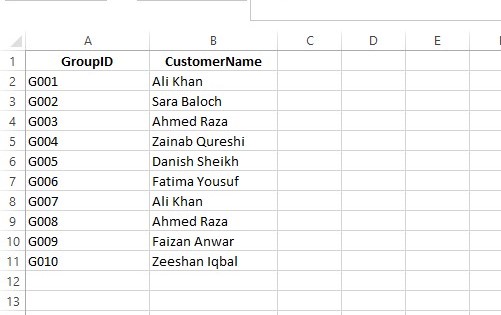 A B C D E
1 GroupID CustomerName
2 G001 Ali Khan
3 G002 Sara Baloch
4 G003 Ahmed Raza
5 G004 Zainab Qureshi
6 G005 Danish Sheikh
7 G006 Fatima Yousuf
8 G007 Ali Khan
9 G008 Ahmed Raza
10 G009 Faizan Anwar
11 G010 Zeeshan Iqbal
12
13